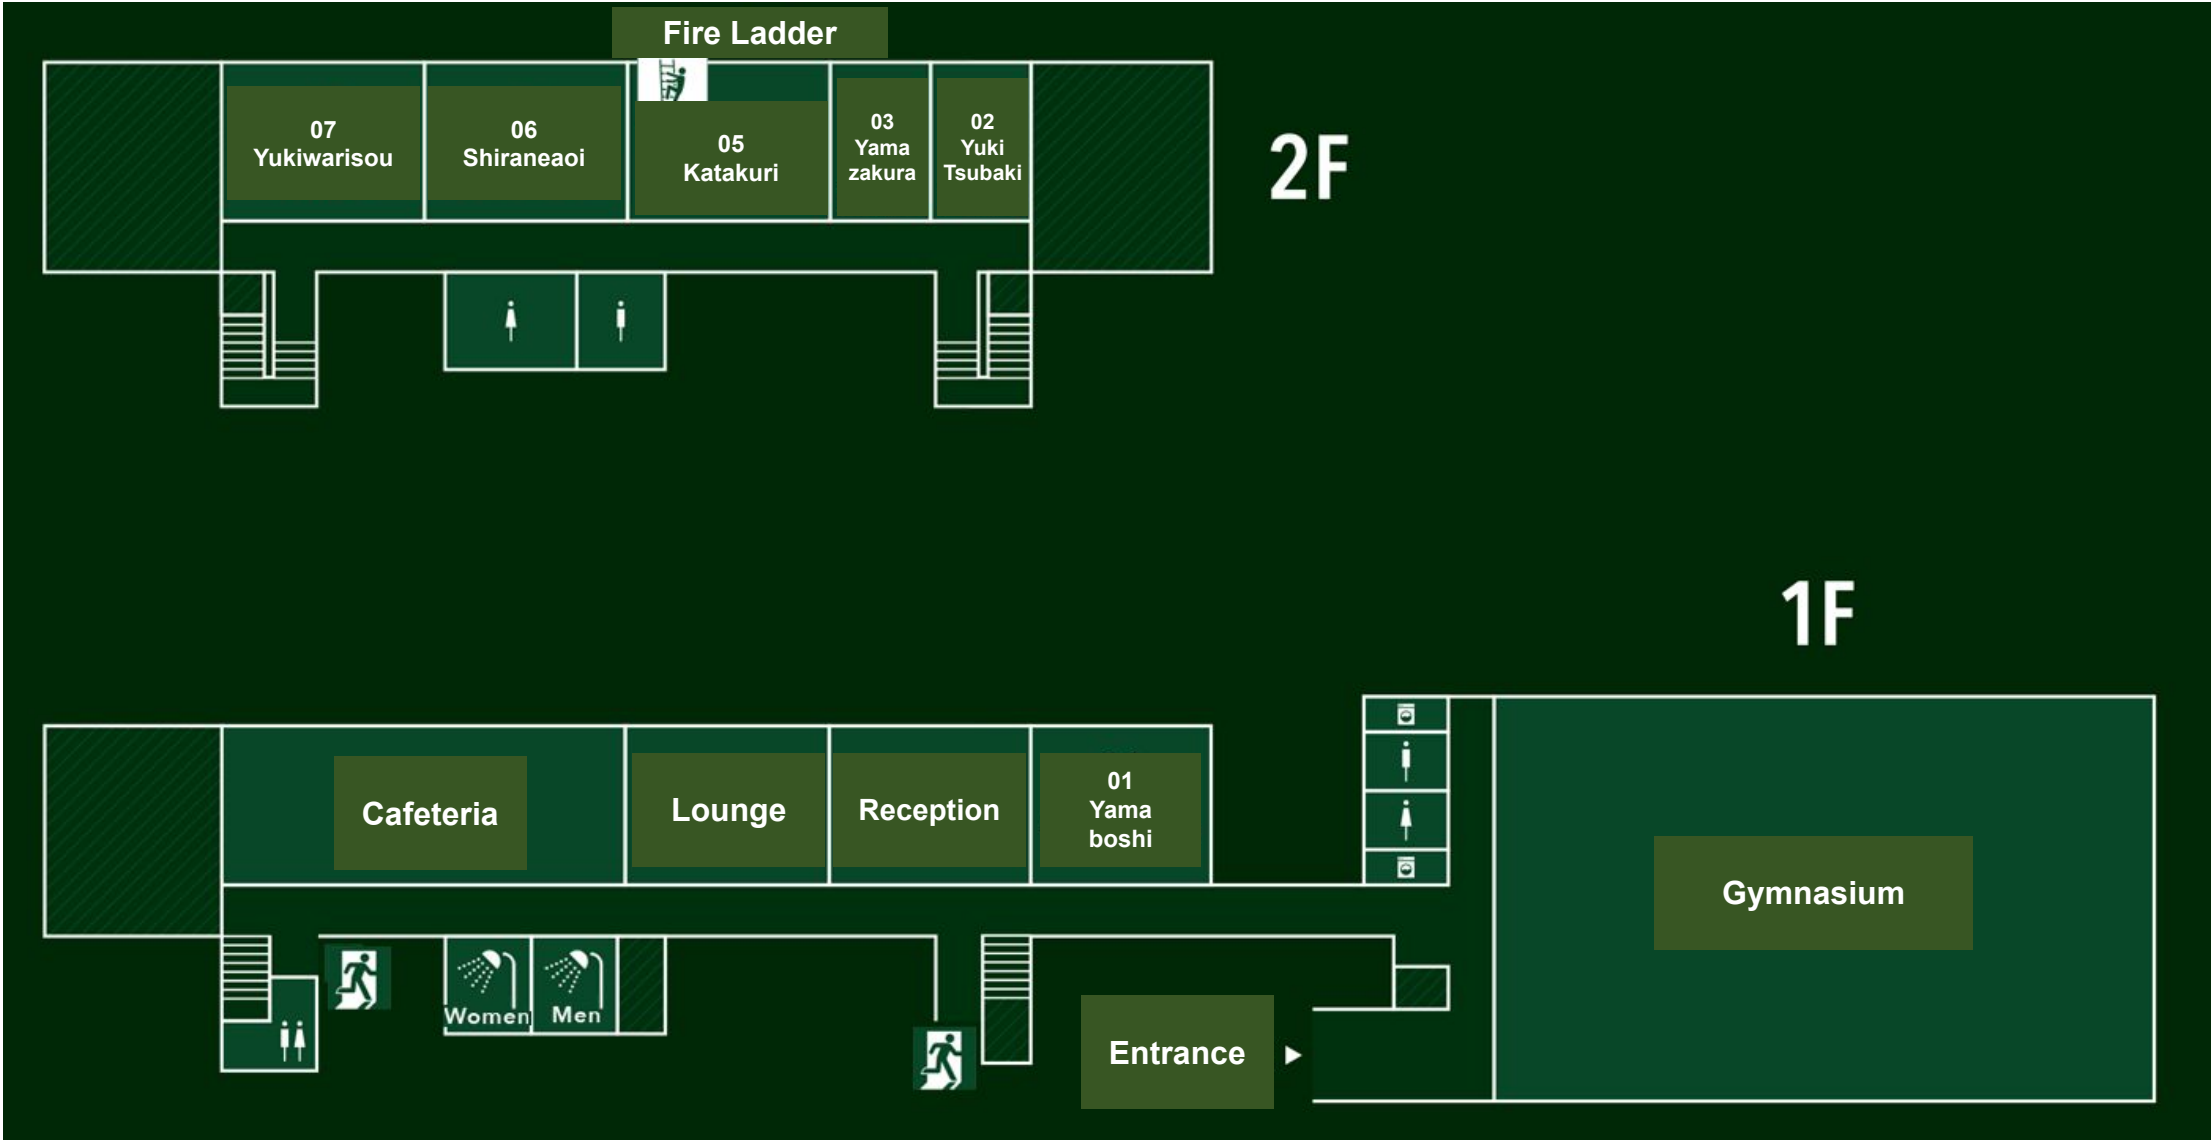 Fire Ladder
07
Yukiwarisou
06
Shiraneaoi
05
Katakuri
03
Yama
zakura
02
Yuki
Tsubaki
2F
1F
Cafeteria
Lounge
Reception
01
Yama
boshi
Gymnasium
Women
Men
Entrance